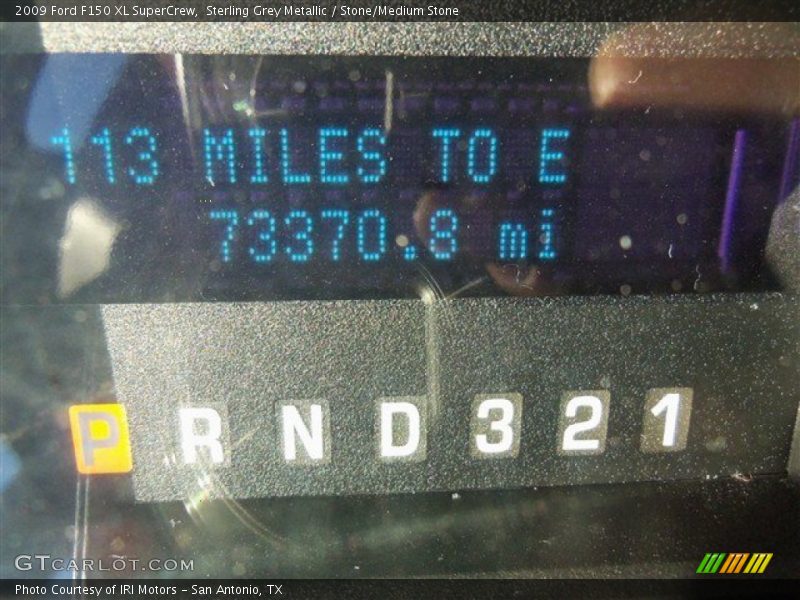 2009 Ford F150 XL SuperCrew,  Sterling Grey Metallic / Stone/Medium Stone
113 MILES TO E
73370.8 mi
P R N D 3 2 1
GTCARLOT.COM
Photo Courtesy of IRI Motors - San Antonio, TX